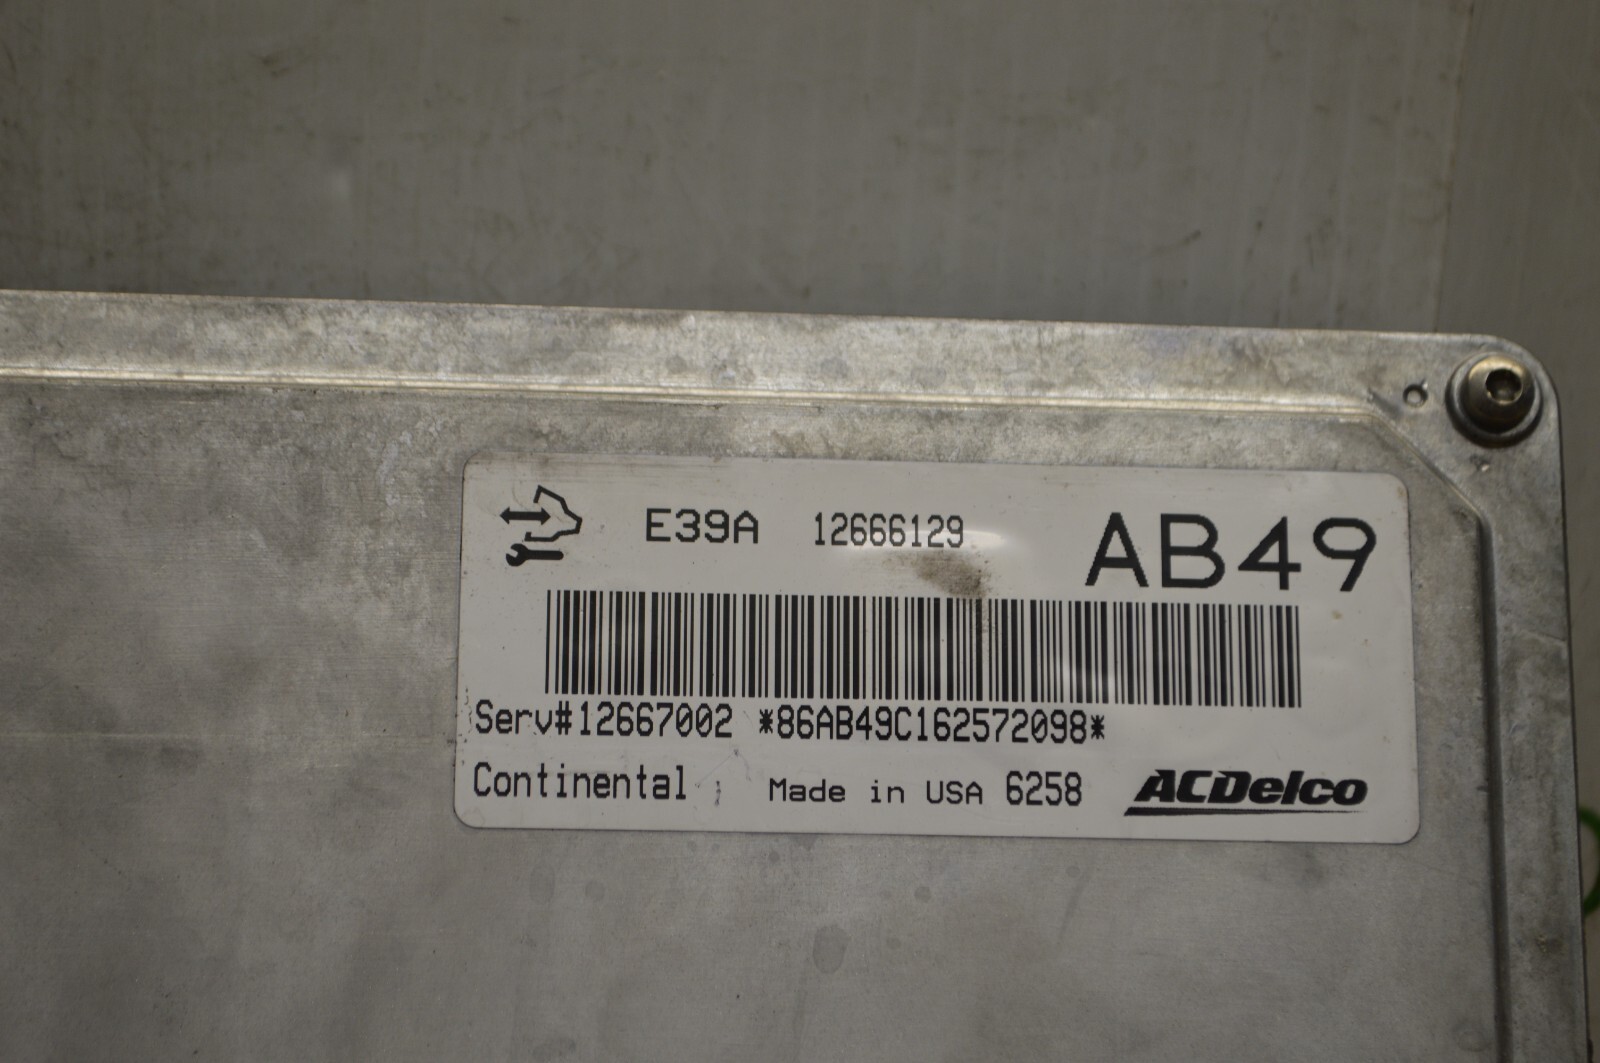 E39A 12666129 AB49
Serv#12667002 *86AB49C162572098*
Continental Made in USA 6258 ACDelco